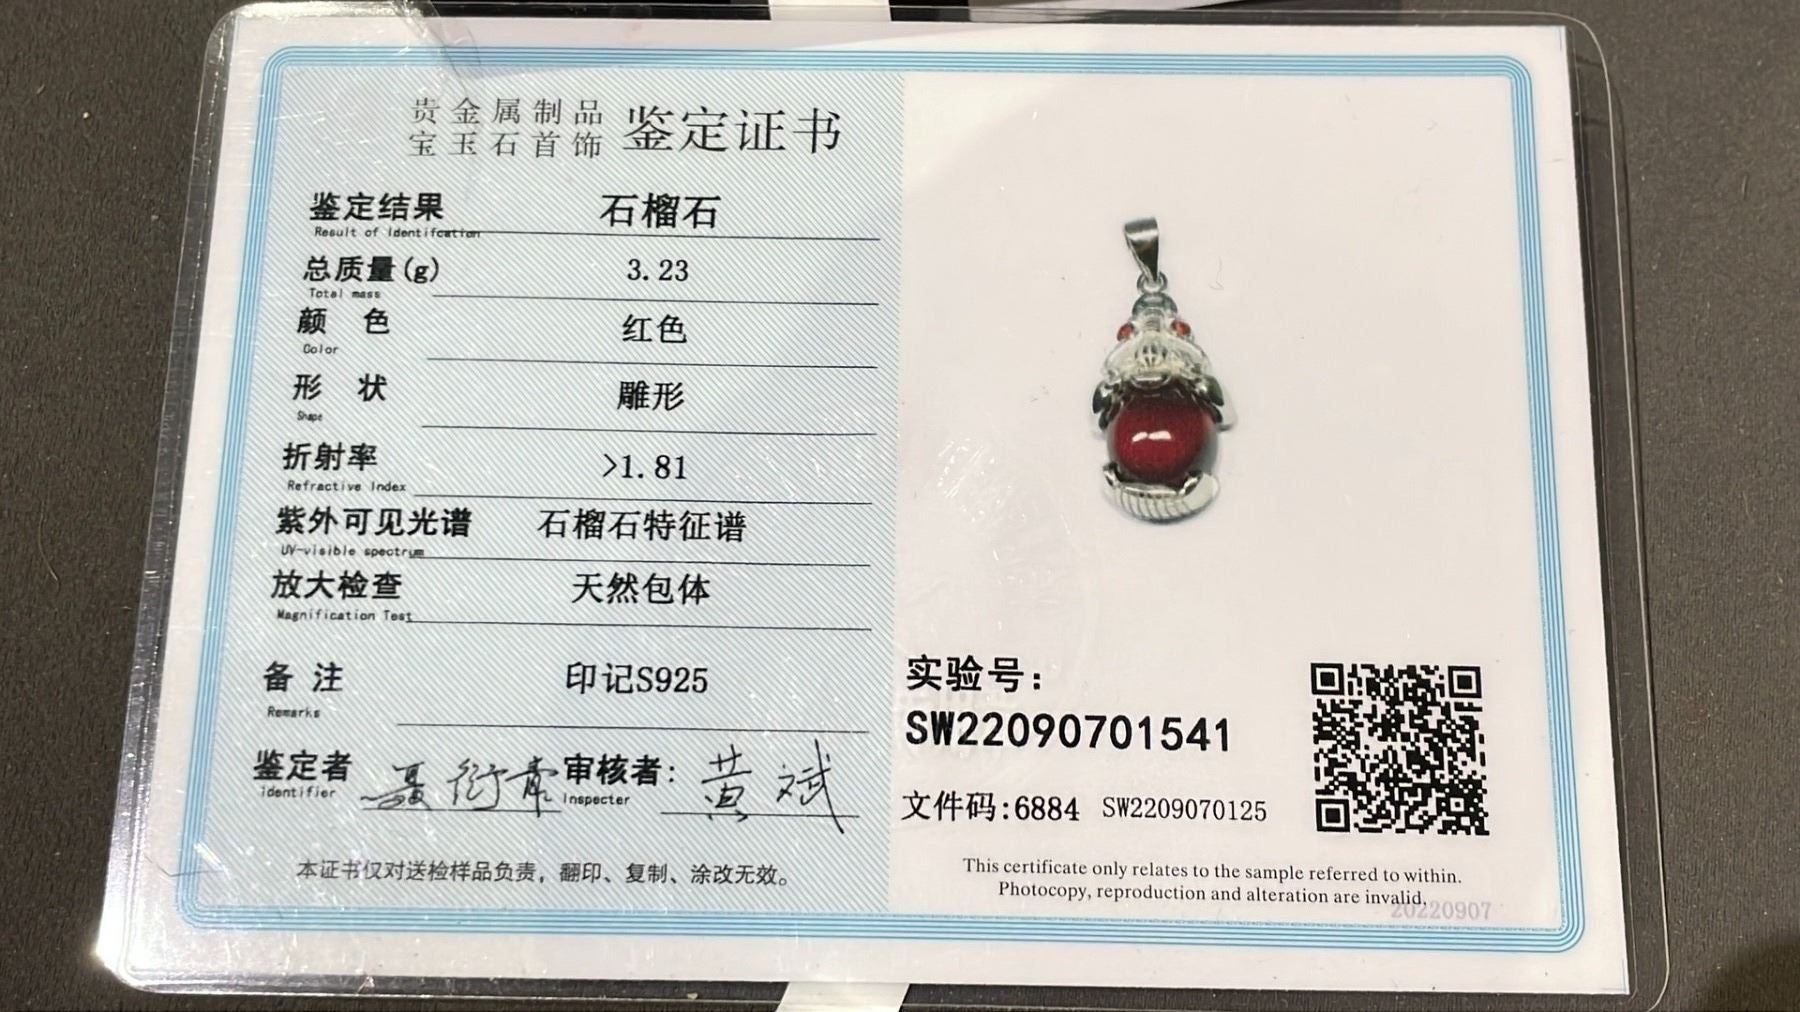 贵金属制品
宝玉石首饰 鉴定证书
鉴定结果 石榴石
Result of Identifcation
总质量(g) 3.23
Total mass
颜 色 红色
Color
形 状 雕形
Shape
折射率 >1.81
Refractive Index
紫外可见光谱 石榴石特征谱
UV-visible spectrum
放大检查 天然包体
Magnification Test
备 注 印记S925
Remarks
鉴定者 审核者: 黄斌
identifier Inspecter
本证书仅对送检样品负责，翻印、复制、涂改无效。
实验号:
SW22090701541
文件码:6884 SW2209070125
This certificate only relates to the sample referred to within.
Photocopy, reproduction and alteration are invalid.
20220907